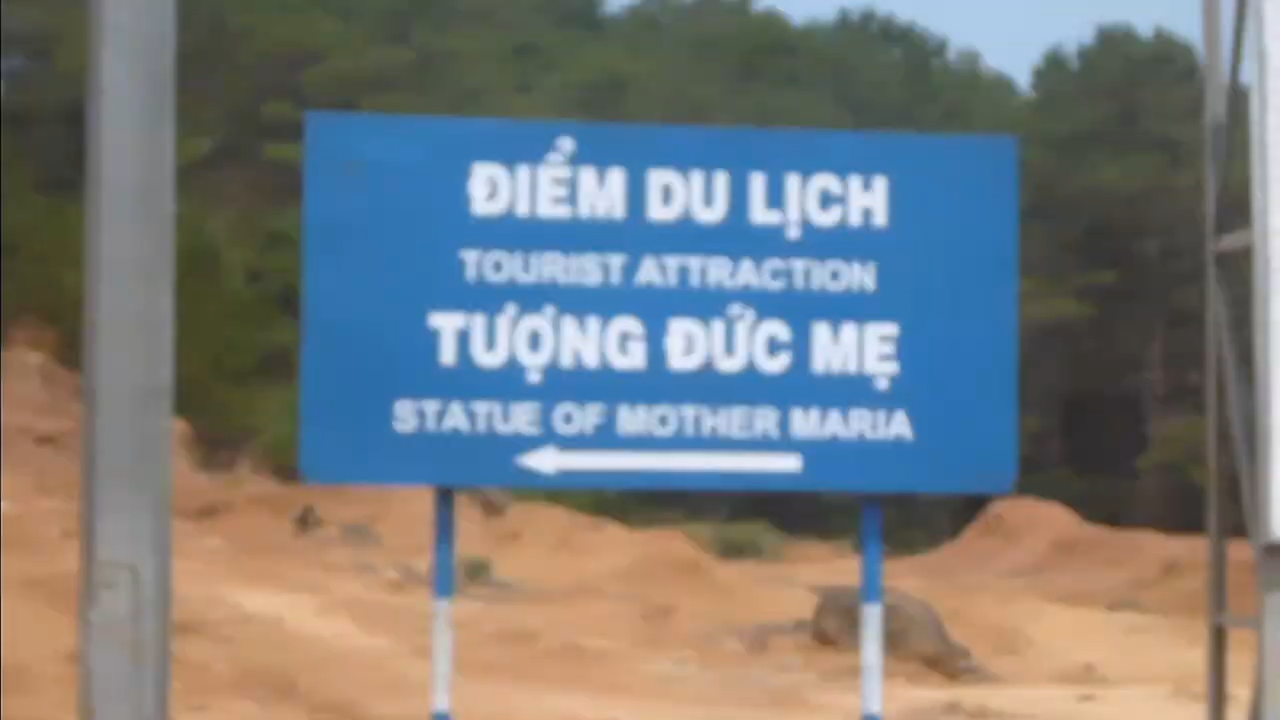 ĐIỂM DU LỊCH
TOURIST ATTRACTION
TƯỢNG ĐỨC MẸ
STATUE OF MOTHER MARIA